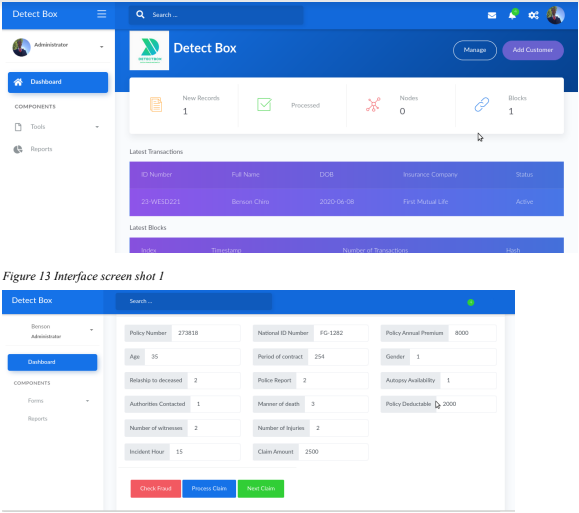 Detect Box
Search ...
Administrator
Detect Box
DETECTBOX
Manage
Add Customer
Dashboard
COMPONENTS
Tools
Reports
New Records
1
Processed
Nodes
0
Blocks
1
Latest Transactions
ID Number Full Name DOB Insurance Company Status
23-WESD221 Benson Chiro 2020-06-08 First Mutual Life Active
Latest Blocks
Index Timestamp Number of Transactions Hash
Figure 13 Interface screen shot 1
Detect Box
Search ...
Benson
Administrator
Dashboard
COMPONENTS
Forms
Reports
Policy Number 273818 National ID Number FG-1282 Policy Annual Premium 8000
Age 35 Period of contract 254 Gender 1
Relaship to deceased 2 Police Report 2 Autopsy Availability 1
Authorities Contacted 1 Manner of death 3 Policy Deductable 2000
Number of witnesses 2 Number of Injuries 2
Incident Hour 15 Claim Amount 2500
Check Fraud Process Claim Next Claim